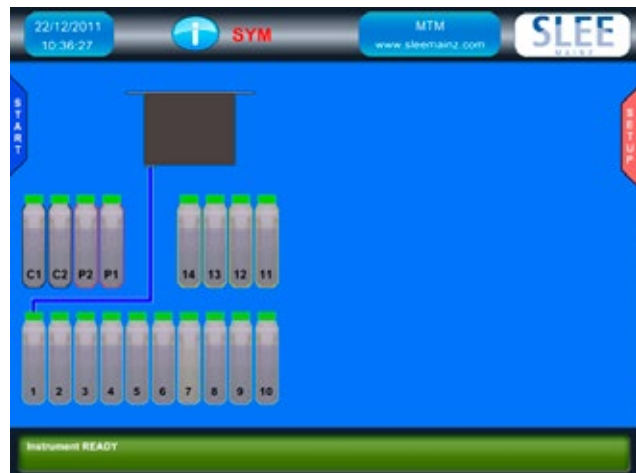 22/12/2011
10:36:27
i SYM
MTM
www.sleemainz.com
SLEE
MAINZ
START
SETUP
C1 C2 P2 P1 14 13 12 11
1 2 3 4 5 6 7 8 9 10
Instrument READY